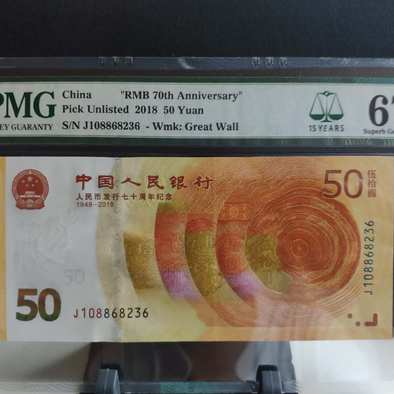 PMG
China "RMB 70th Anniversary"
Pick Unlisted 2018 50 Yuan
S/N J108868236 - Wmk: Great Wall
15 YEARS
中国人民银行
人民币发行七十周年纪念
1948-2018
50
伍拾圆
J108868236
50
50
J108868236